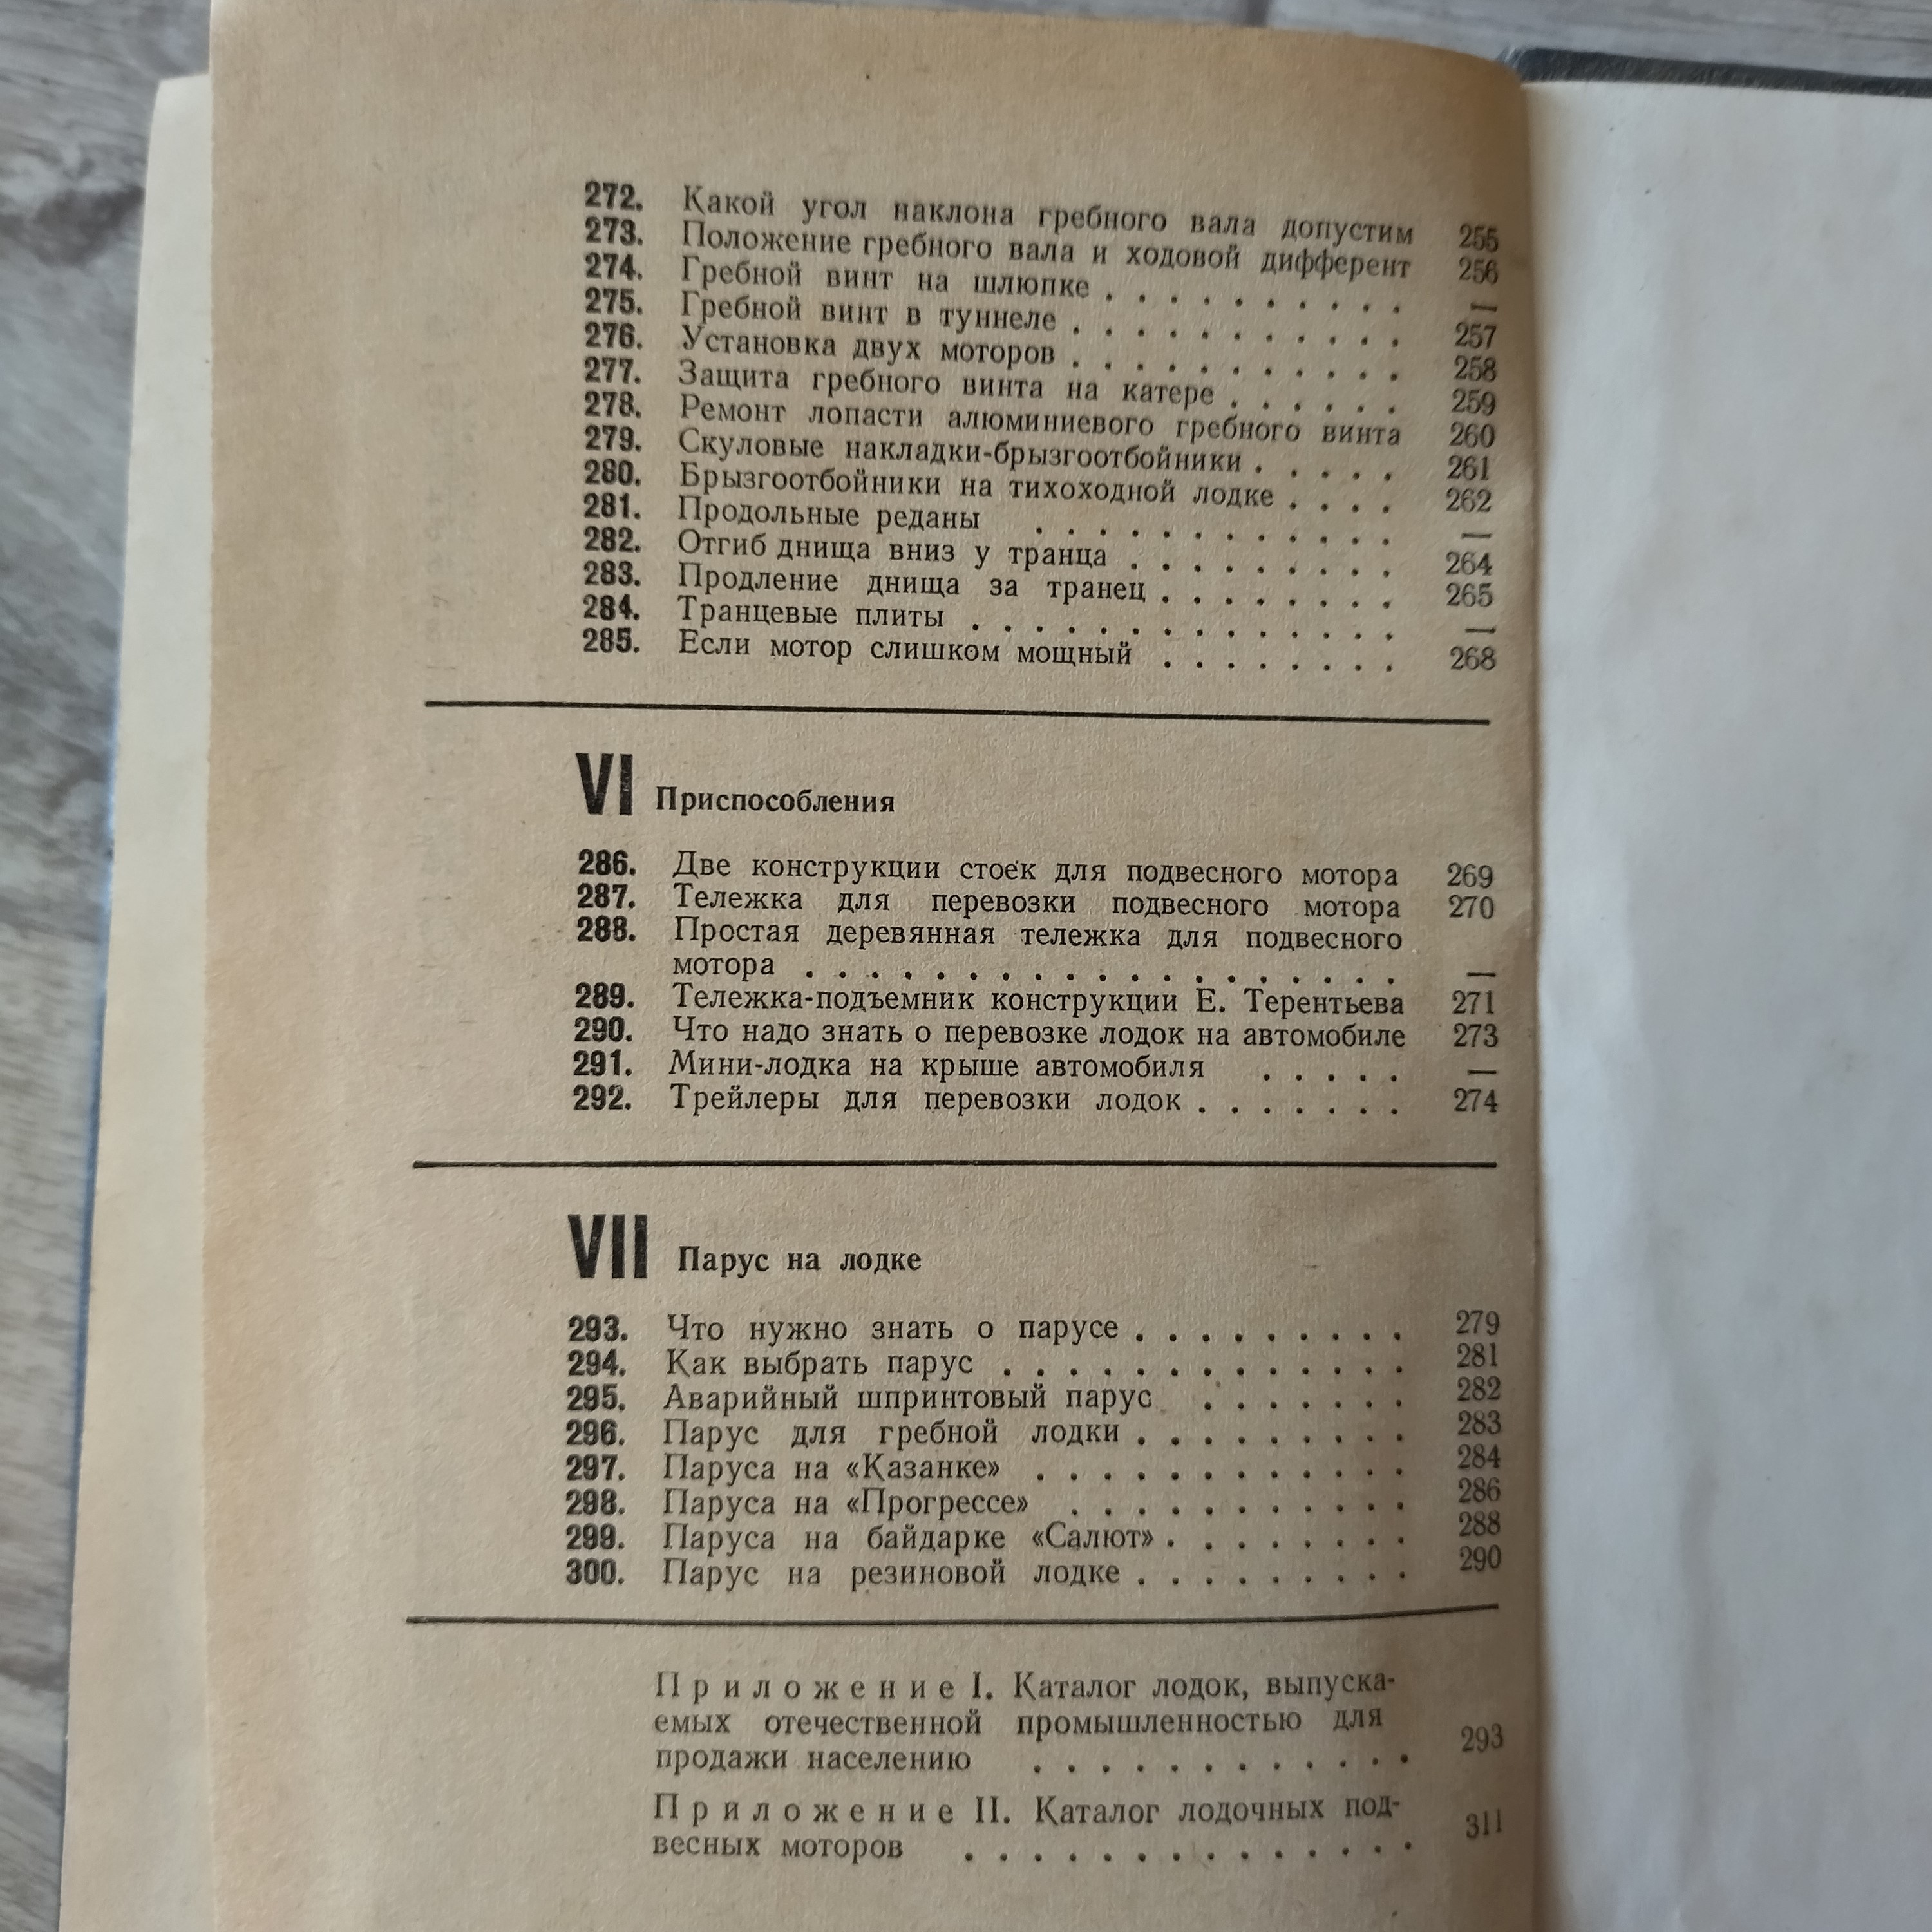 272. Какой угол наклона гребного вала допустим 255
273. Положение гребного вала и ходовой дифферент 256
274. Гребной винт на шлюпке . . . . . . . . . . —
275. Гребной винт в туннеле . . . . . . . . . . . 257
276. Установка двух моторов . . . . . . . . . . . 258
277. Защита гребного винта на катере . . . . . . 259
278. Ремонт лопасти алюминиевого гребного винта 260
279. Скуловые накладки-брызгоотбойники . . . . . 261
280. Брызгоотбойники на тихоходной лодке . . . . 262
281. Продольные реданы . . . . . . . . . . . . —
282. Отгиб днища вниз у транца . . . . . . . . . 264
283. Продление днища за транец . . . . . . . . 265
284. Транцевые плиты . . . . . . . . . . . . . . —
285. Если мотор слишком мощный . . . . . . . . 268
VI Приспособления
286. Две конструкции стоек для подвесного мотора 269
287. Тележка для перевозки подвесного мотора 270
288. Простая деревянная тележка для подвесного
мотора . . . . . . . . . . . . . . . . . . . —
289. Тележка-подъемник конструкции Е. Терентьева 271
290. Что надо знать о перевозке лодок на автомобиле 273
291. Мини-лодка на крыше автомобиля . . . . . —
292. Трейлеры для перевозки лодок . . . . . . . 274
VII Парус на лодке
293. Что нужно знать о парусе . . . . . . . . . 279
294. Как выбрать парус . . . . . . . . . . . . . 281
295. Аварийный шпринтовый парус . . . . . . . 282
296. Парус для гребной лодки . . . . . . . . . 283
297. Паруса на «Казанке» . . . . . . . . . . . . 284
298. Паруса на «Прогрессе» . . . . . . . . . . . 286
299. Паруса на байдарке «Салют» . . . . . . . . 288
300. Парус на резиновой лодке . . . . . . . . . 290
Приложение I. Каталог лодок, выпуска-
емых отечественной промышленностью для
продажи населению . . . . . . . . . . . . 293
Приложение II. Каталог лодочных под-
весных моторов . . . . . . . . . . . . . . 311